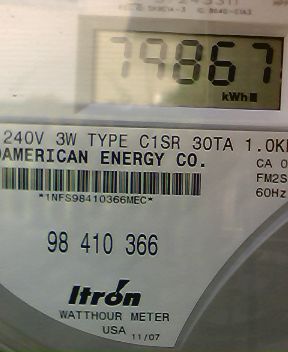 79867
kWh
240V 3W TYPE C1SR 30TA 1.0K
AMERICAN ENERGY CO.
CA 0
FM2S
60Hz
*1NFS98410366MEC*
98 410 366
Itron
WATTHOUR METER
USA 11/07